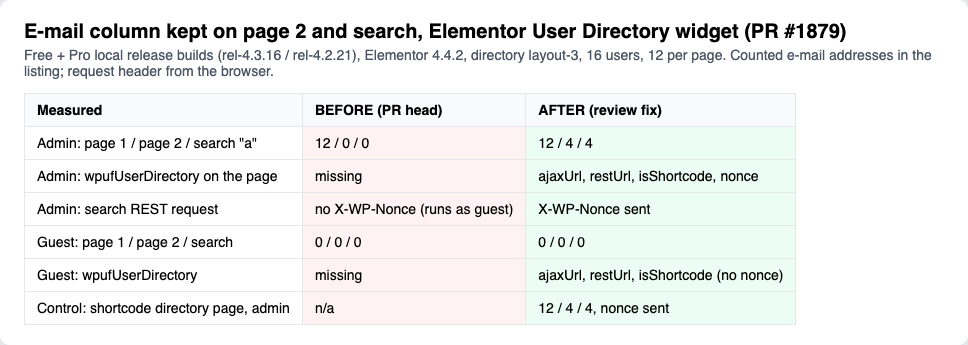 E-mail column kept on page 2 and search, Elementor User Directory widget (PR #1879)
Free + Pro local release builds (rel-4.3.16 / rel-4.2.21), Elementor 4.4.2, directory layout-3, 16 users, 12 per page. Counted e-mail addresses in the
listing; request header from the browser.
Measured BEFORE (PR head) AFTER (review fix)
Admin: page 1 / page 2 / search "a" 12 / 0 / 0 12 / 4 / 4
Admin: wpufUserDirectory on the page missing ajaxUrl, restUrl, isShortcode, nonce
Admin: search REST request no X-WP-Nonce (runs as guest) X-WP-Nonce sent
Guest: page 1 / page 2 / search 0 / 0 / 0 0 / 0 / 0
Guest: wpufUserDirectory missing ajaxUrl, restUrl, isShortcode (no nonce)
Control: shortcode directory page, admin n/a 12 / 4 / 4, nonce sent